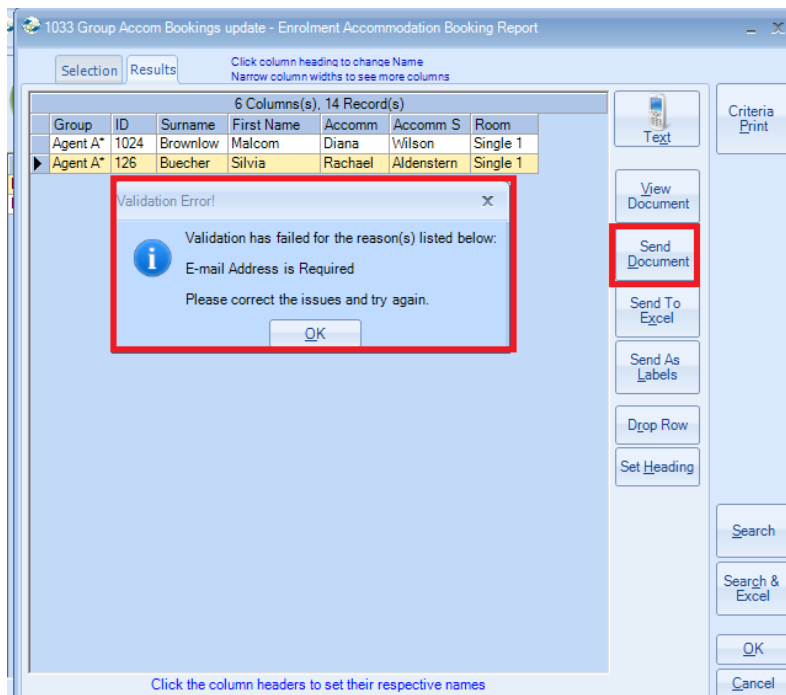 1033 Group Accom Bookings update - Enrolment Accommodation Booking Report
Selection
Results
Click column heading to change Name
Narrow column widths to see more columns
6 Columns(s), 14 Record(s)
Group ID Surname First Name Accomm Accomm S Room
Agent A* 1024 Brownlow Malcom Diana Wilson Single 1
Agent A* 126 Buecher Silvia Rachael Aldenstern Single 1
Validation Error!
Validation has failed for the reason(s) listed below:
E-mail Address is Required
Please correct the issues and try again.
OK
Text
View
Document
Send
Document
Send To
Excel
Send As
Labels
Drop Row
Set Heading
Criteria
Print
Search
Search &
Excel
OK
Cancel
Click the column headers to set their respective names